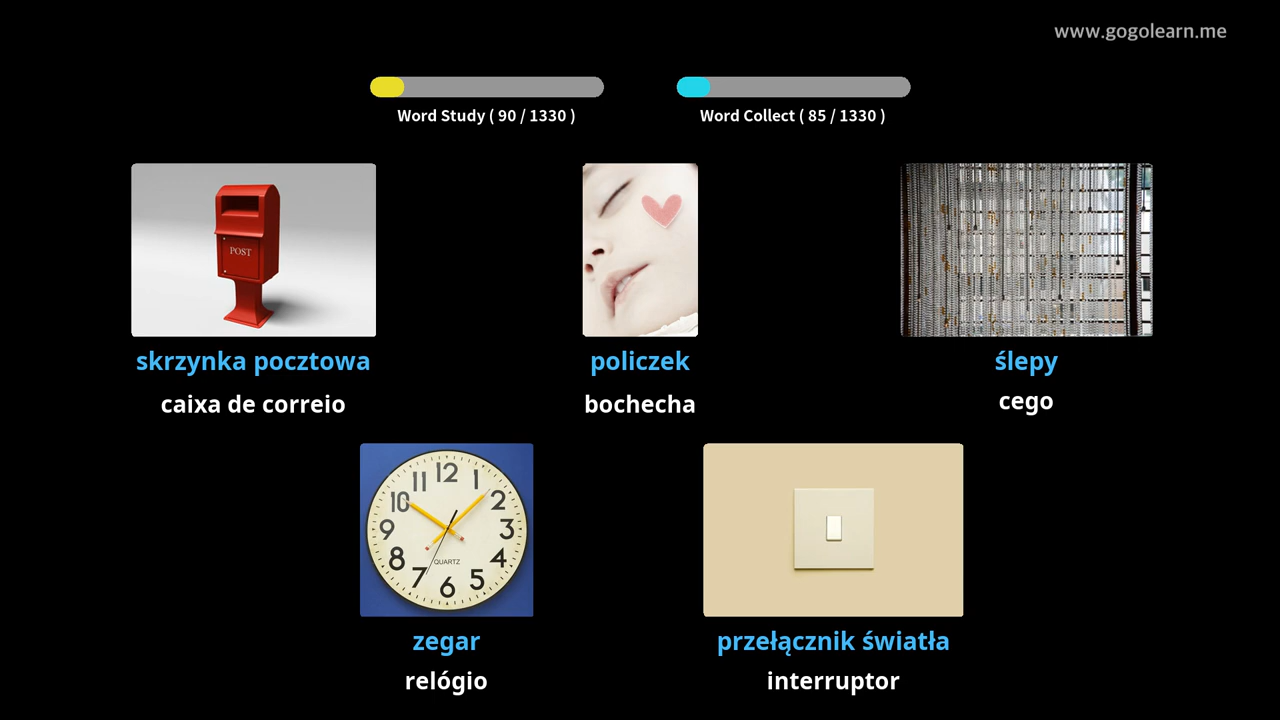 www.gogolearn.me
Word Study ( 90 / 1330 )
Word Collect ( 85 / 1330 )
POST
skrzynka pocztowa
policzek
ślepy
caixa de correio
bochecha
cego
12
1
2
3
4
5
6
7
8
9
10
11
QUARTZ
zegar
przełącznik światła
relógio
interruptor